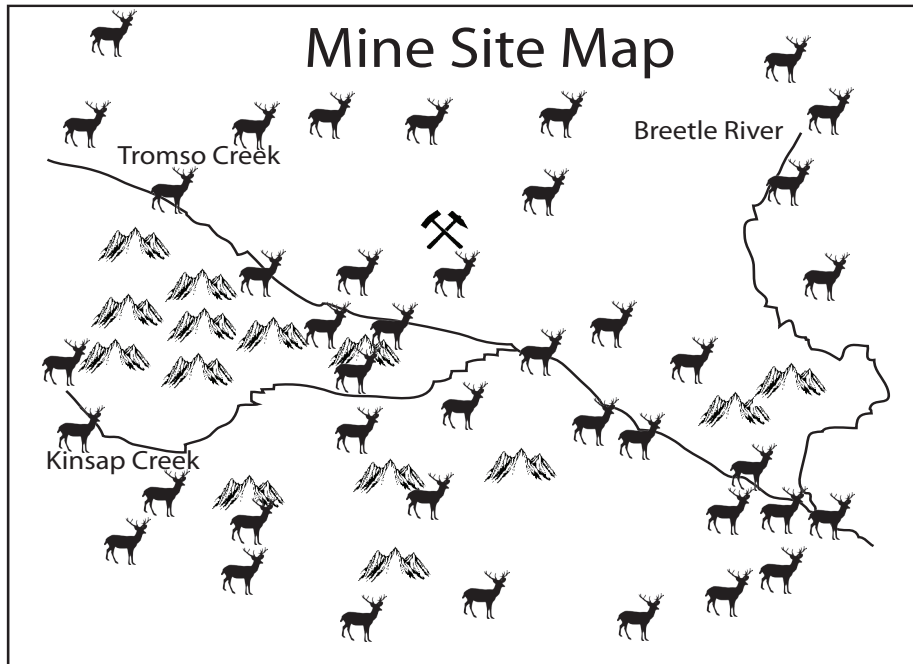 Mine Site Map
Breetle River
Tromso Creek
Kinsap Creek